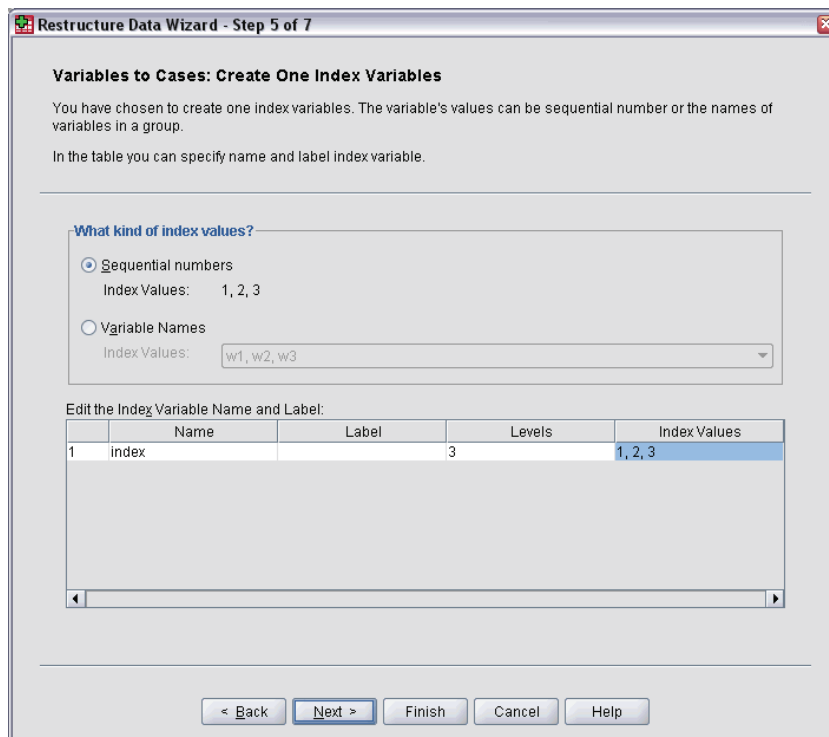 Restructure Data Wizard - Step 5 of 7
Variables to Cases: Create One Index Variables
You have chosen to create one index variables. The variable's values can be sequential number or the names of
variables in a group.
In the table you can specify name and label index variable.
What kind of index values?
Sequential numbers
Index Values: 1, 2, 3
Variable Names
Index Values: w1, w2, w3
Edit the Index Variable Name and Label:
Name Label Levels Index Values
1 index 3 1, 2, 3
< Back Next > Finish Cancel Help